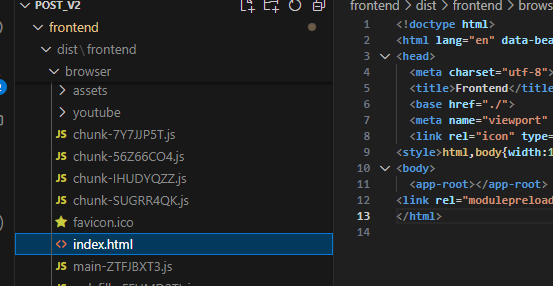 POST_V2
frontend
dist \ frontend
browser
assets
youtube
JS chunk-7Y7JJP5T.js
JS chunk-56Z66CO4.js
JS chunk-IHUDYQZZ.js
JS chunk-SUGRR4QK.js
favicon.ico
<> index.html
JS main-ZTFJBXT3.js
frontend > dist > frontend > brows
1 <!doctype html>
2 <html lang="en" data-bea
3 <head>
4 <meta charset="utf-8">
5 <title>Frontend</title
6 <base href="./">
7 <meta name="viewport"
8 <link rel="icon" type=
9 <style>html,body{width:1
10 <body>
11 <app-root></app-root>
12 <link rel="modulepreload
13 </html>
14